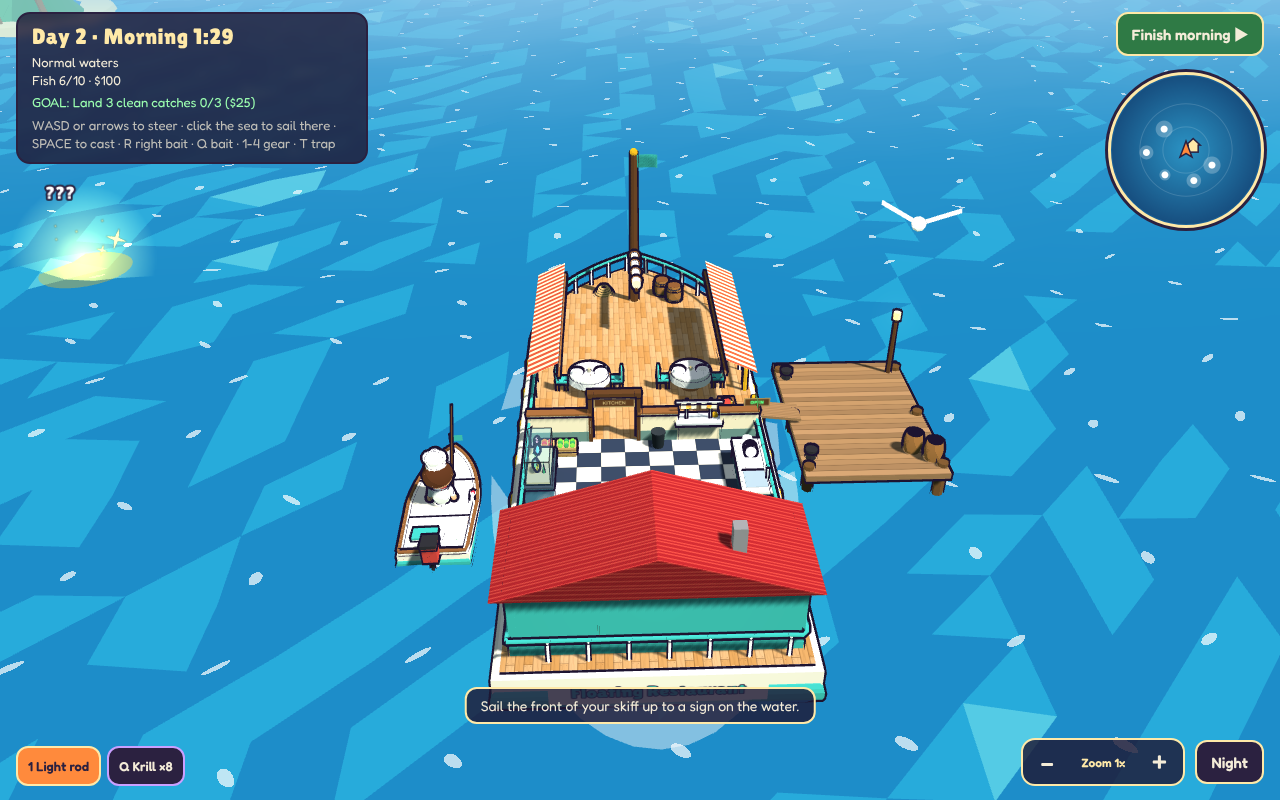 Day 2 · Morning 1:29
Normal waters
Fish 6/10 · $100
GOAL: Land 3 clean catches 0/3 ($25)
WASD or arrows to steer · click the sea to sail there ·
SPACE to cast · R right bait · Q bait · 1-4 gear · T trap
Finish morning ▶
???
KITCHEN
Floating Restaurant
Sail the front of your skiff up to a sign on the water.
1 Light rod
Q Krill ×8
− Zoom 1x +
Night